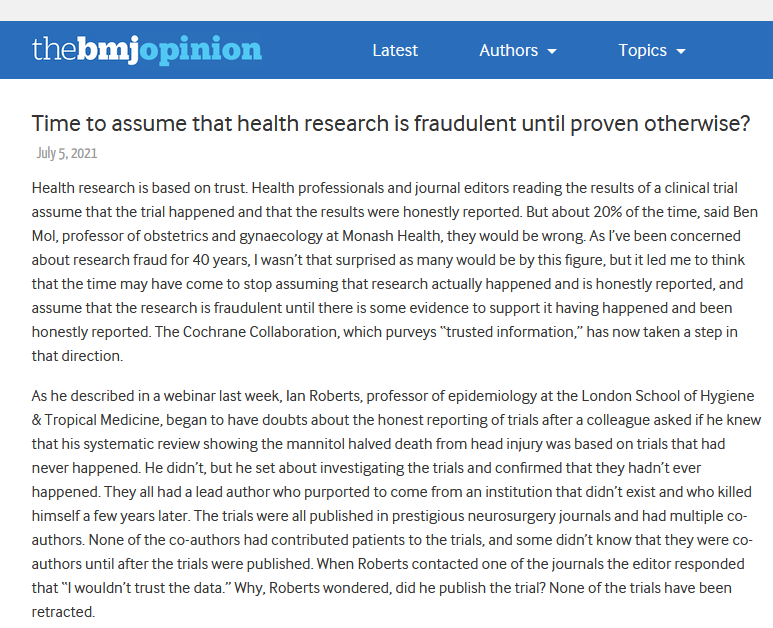 thebmjopinion
Latest
Authors
Topics
Time to assume that health research is fraudulent until proven otherwise?
July 5, 2021
Health research is based on trust. Health professionals and journal editors reading the results of a clinical trial
assume that the trial happened and that the results were honestly reported. But about 20% of the time, said Ben
Mol, professor of obstetrics and gynaecology at Monash Health, they would be wrong. As I’ve been concerned
about research fraud for 40 years, I wasn’t that surprised as many would be by this figure, but it led me to think
that the time may have come to stop assuming that research actually happened and is honestly reported, and
assume that the research is fraudulent until there is some evidence to support it having happened and been
honestly reported. The Cochrane Collaboration, which purveys “trusted information,” has now taken a step in
that direction.
As he described in a webinar last week, Ian Roberts, professor of epidemiology at the London School of Hygiene
& Tropical Medicine, began to have doubts about the honest reporting of trials after a colleague asked if he knew
that his systematic review showing the mannitol halved death from head injury was based on trials that had
never happened. He didn’t, but he set about investigating the trials and confirmed that they hadn’t ever
happened. They all had a lead author who purported to come from an institution that didn’t exist and who killed
himself a few years later. The trials were all published in prestigious neurosurgery journals and had multiple co-
authors. None of the co-authors had contributed patients to the trials, and some didn’t know that they were co-
authors until after the trials were published. When Roberts contacted one of the journals the editor responded
that “I wouldn’t trust the data.” Why, Roberts wondered, did he publish the trial? None of the trials have been
retracted.